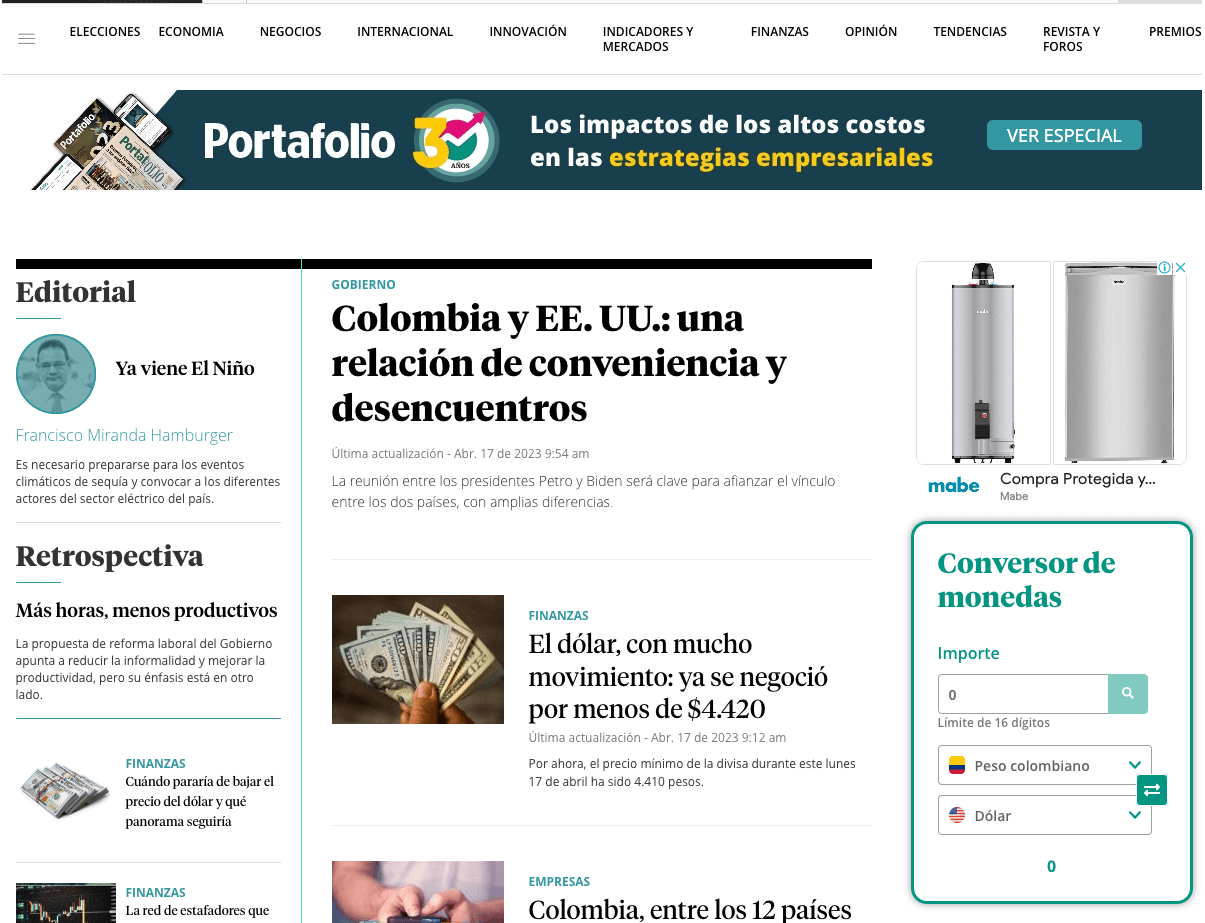 ELECCIONES
ECONOMIA
NEGOCIOS
INTERNACIONAL
INNOVACIÓN
INDICADORES Y
MERCADOS
FINANZAS
OPINIÓN
TENDENCIAS
REVISTA Y
FOROS
PREMIOS
Portafolio
Portafolio
Portafolio
30
AÑOS
Los impactos de los altos costos
en las estrategias empresariales
VER ESPECIAL
Editorial
Ya viene El Niño
Francisco Miranda Hamburger
Es necesario prepararse para los eventos
climáticos de sequía y convocar a los diferentes
actores del sector eléctrico del país.
Retrospectiva
Más horas, menos productivos
La propuesta de reforma laboral del Gobierno
apunta a reducir la informalidad y mejorar la
productividad, pero su énfasis está en otro
lado.
FINANZAS
Cuándo pararía de bajar el
precio del dólar y qué
panorama seguiría
FINANZAS
La red de estafadores que
GOBIERNO
Colombia y EE. UU.: una
relación de conveniencia y
desencuentros
Última actualización - Abr. 17 de 2023 9:54 am
La reunión entre los presidentes Petro y Biden será clave para afianzar el vínculo
entre los dos países, con amplias diferencias.
FINANZAS
El dólar, con mucho
movimiento: ya se negoció
por menos de $4.420
Última actualización - Abr. 17 de 2023 9:12 am
Por ahora, el precio mínimo de la divisa durante este lunes
17 de abril ha sido 4.410 pesos.
EMPRESAS
Colombia, entre los 12 países
mabe
mabe
mabe
Compra Protegida y...
Mabe
Conversor de
monedas
Importe
0
Límite de 16 dígitos
Peso colombiano
Dólar
0